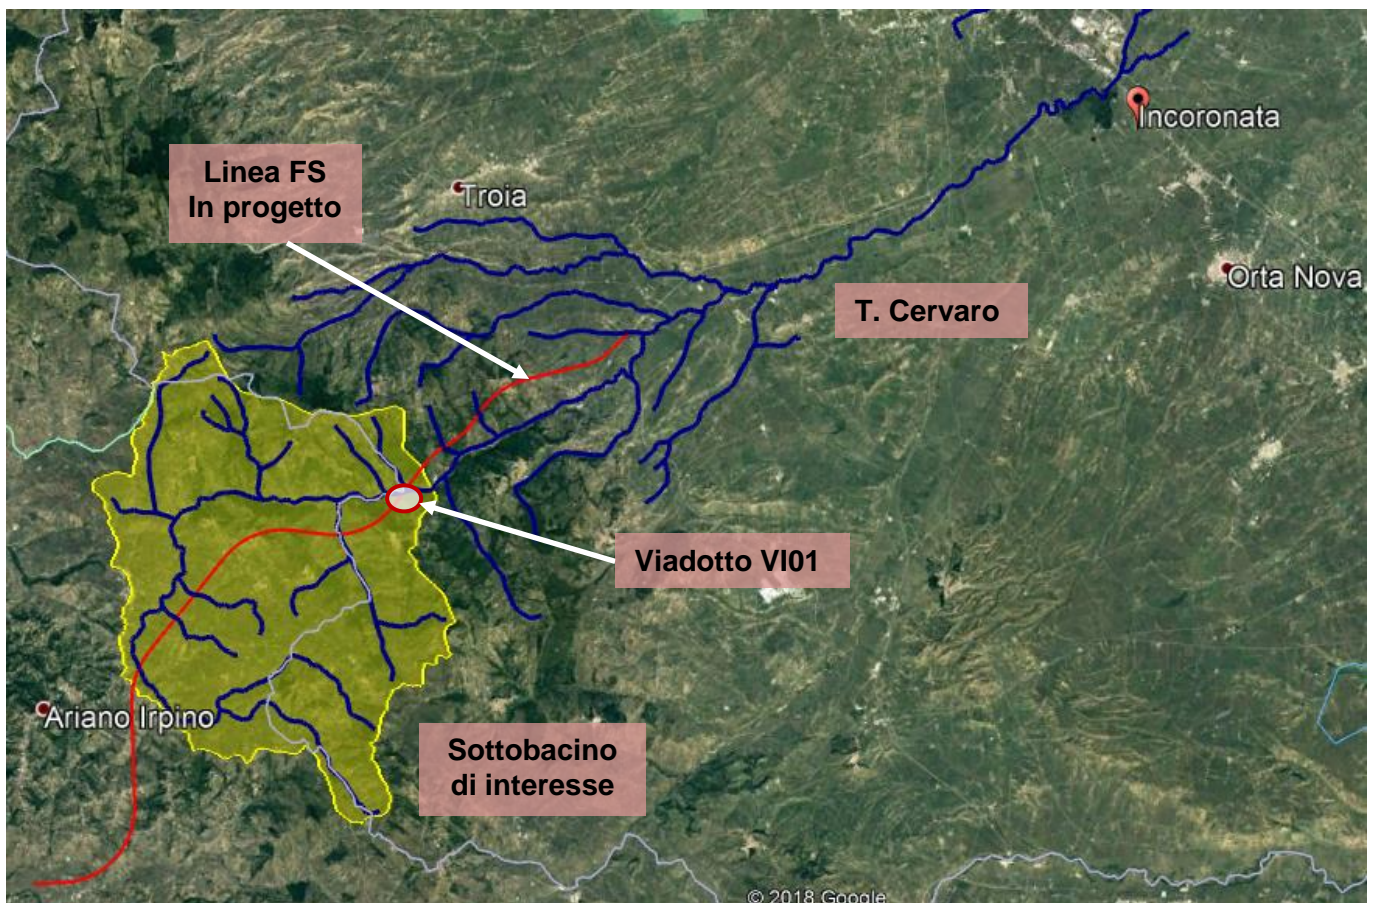 Incoronata
Linea FS
In progetto
Troia
Orta Nova
T. Cervaro
Viadotto VI01
Ariano Irpino
Sottobacino
di interesse
© 2018 Google